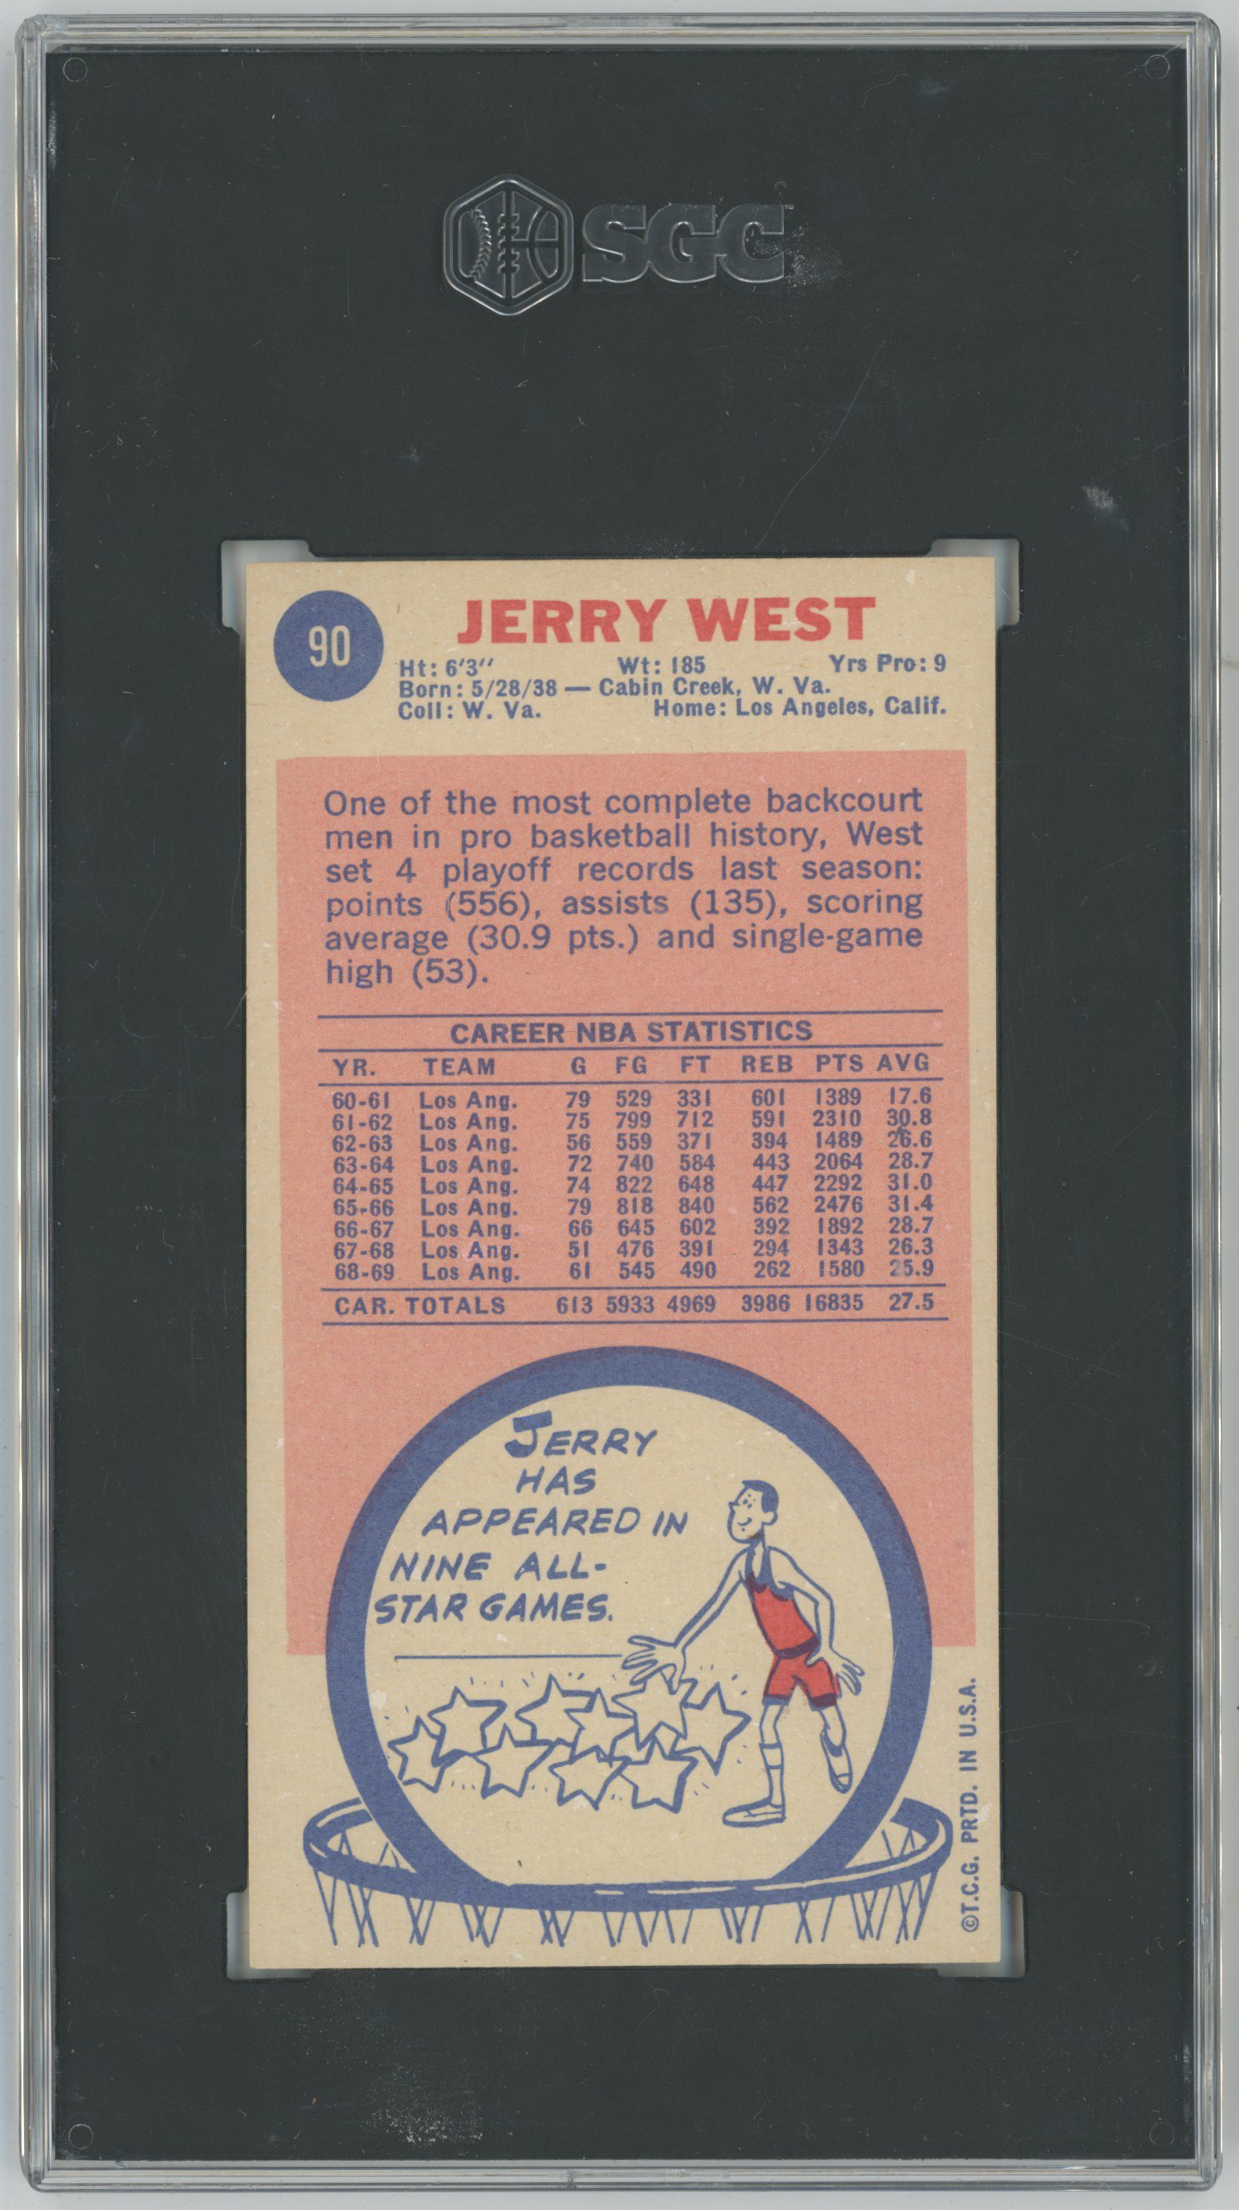 SGC
90
JERRY WEST
Ht: 6'3" Wt: 185 Yrs Pro: 9
Born: 5/28/38 — Cabin Creek, W. Va.
Coll: W. Va. Home: Los Angeles, Calif.
One of the most complete backcourt
men in pro basketball history, West
set 4 playoff records last season:
points (556), assists (135), scoring
average (30.9 pts.) and single-game
high (53).
CAREER NBA STATISTICS
YR. TEAM G FG FT REB PTS AVG
60-61 Los Ang. 79 529 331 601 1389 17.6
61-62 Los Ang. 75 799 712 591 2310 30.8
62-63 Los Ang. 56 559 371 394 1489 26.6
63-64 Los Ang. 72 740 584 443 2064 28.7
64-65 Los Ang. 74 822 648 447 2292 31.0
65-66 Los Ang. 79 818 840 562 2476 31.4
66-67 Los Ang. 66 645 602 392 1892 28.7
67-68 Los Ang. 51 476 391 294 1343 26.3
68-69 Los Ang. 61 545 490 262 1580 25.9
CAR. TOTALS 613 5933 4969 3986 16835 27.5
JERRY
HAS
APPEARED IN
NINE ALL-
STAR GAMES.
©T.C.G. PRTD. IN U.S.A.